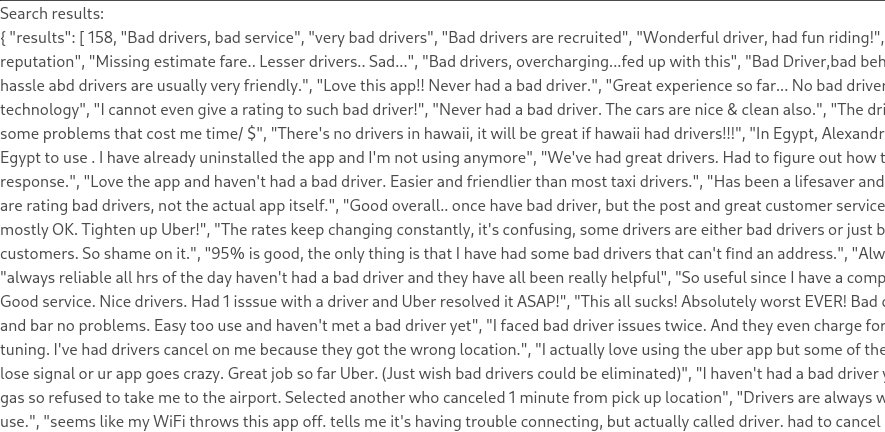 Search results:
{ "results": [ 158, "Bad drivers, bad service", "very bad drivers", "Bad drivers are recruited", "Wonderful driver, had fun riding!",
reputation", "Missing estimate fare.. Lesser drivers.. Sad...", "Bad drivers, overcharging...fed up with this", "Bad Driver,bad beh
hassle abd drivers are usually very friendly.", "Love this app!! Never had a bad driver.", "Great experience so far... No bad driver
technology", "I cannot even give a rating to such bad driver!", "Never had a bad driver. The cars are nice & clean also.", "The dri
some problems that cost me time/ $", "There's no drivers in hawaii, it will be great if hawaii had drivers!!!", "In Egypt, Alexandr
Egypt to use . I have already uninstalled the app and I'm not using anymore", "We've had great drivers. Had to figure out how t
response.", "Love the app and haven't had a bad driver. Easier and friendlier than most taxi drivers.", "Has been a lifesaver and
are rating bad drivers, not the actual app itself.", "Good overall.. once have bad driver, but the post and great customer service
mostly OK. Tighten up Uber!", "The rates keep changing constantly, it's confusing, some drivers are either bad drivers or just b
customers. So shame on it.", "95% is good, the only thing is that I have had some bad drivers that can't find an address.", "Alw
"always reliable all hrs of the day haven't had a bad driver and they have all been really helpful", "So useful since I have a comp
Good service. Nice drivers. Had 1 isssue with a driver and Uber resolved it ASAP!", "This all sucks! Absolutely worst EVER! Bad
and bar no problems. Easy too use and haven't met a bad driver yet", "I faced bad driver issues twice. And they even charge for
tuning. I've had drivers cancel on me because they got the wrong location.", "I actually love using the uber app but some of the
lose signal or ur app goes crazy. Great job so far Uber. (Just wish bad drivers could be eliminated)", "I haven't had a bad driver
gas so refused to take me to the airport. Selected another who canceled 1 minute from pick up location", "Drivers are always w
use.", "seems like my WiFi throws this app off. tells me it's having trouble connecting, but actually called driver. had to cancel